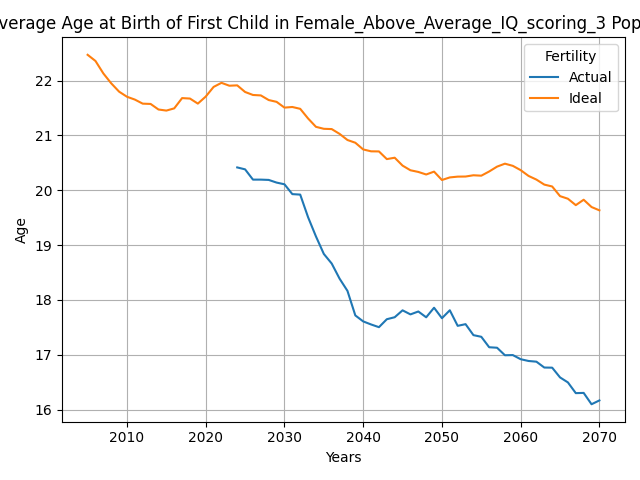 verage Age at Birth of First Child in Female_Above_Average_IQ_scoring_3 Pop
Fertility
Actual
Ideal
22
21
20
19
18
17
16
Age
2010
2020
2030
2040
2050
2060
2070
Years